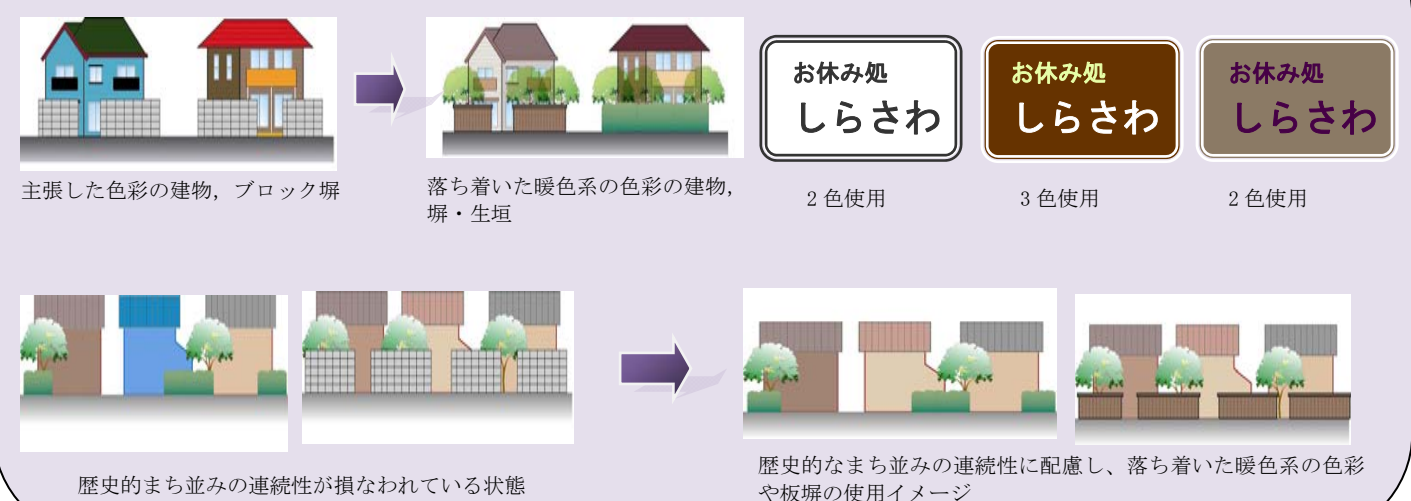 お休み処
しらさわ
お休み処
しらさわ
お休み処
しらさわ
主張した色彩の建物，ブロック塀
落ち着いた暖色系の色彩の建物，
塀・生垣
2色使用
3色使用
2色使用
歴史的まち並みの連続性が損なわれている状態
歴史的なまち並みの連続性に配慮し、落ち着いた暖色系の色彩
や板塀の使用イメージ